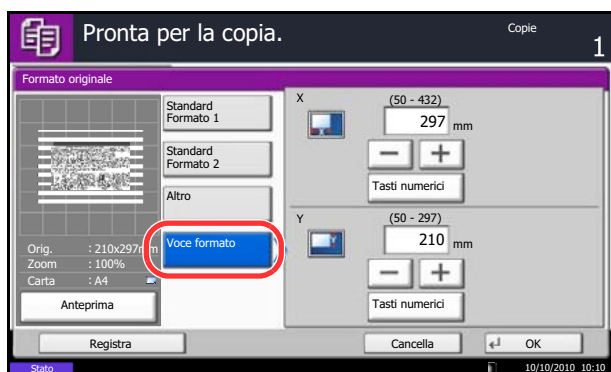 Pronta per la copia.
Copie
1
Formato originale
Standard
Formato 1
Standard
Formato 2
Altro
Voce formato
Orig. : 210x297mm
Zoom : 100%
Carta : A4
Anteprima
X
(50 - 432)
297 mm
Tasti numerici
Y
(50 - 297)
210 mm
Tasti numerici
Registra
Cancella
OK
Stato
10/10/2010 10:10